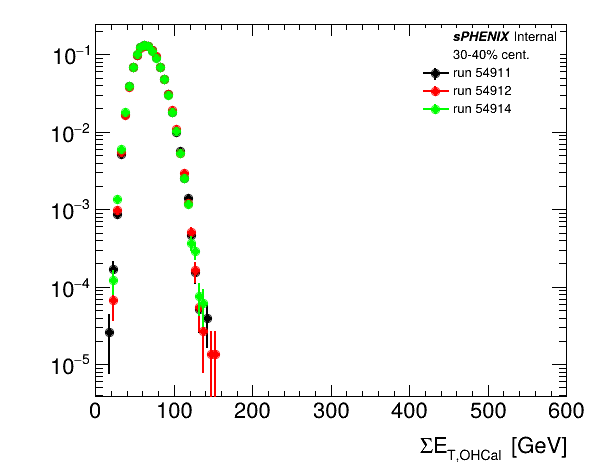 sPHENIX Internal
30-40% cent.
run 54911
run 54912
run 54914
10⁻¹
10⁻²
10⁻³
10⁻⁴
10⁻⁵
0 100 200 300 400 500 600
ΣE_T,OHCal [GeV]